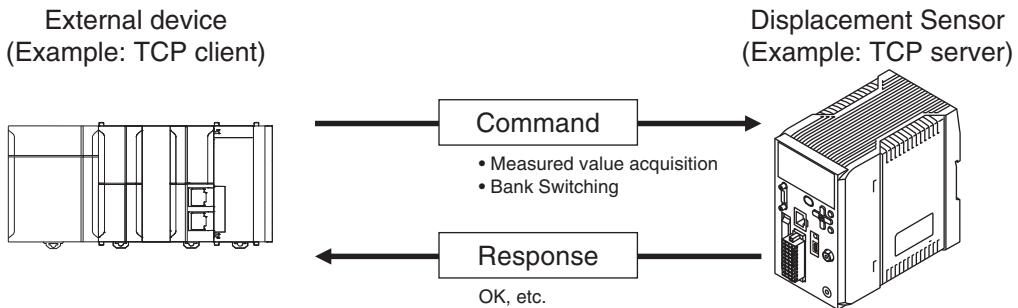 External device
(Example: TCP client)
Displacement Sensor
(Example: TCP server)
Command
• Measured value acquisition
• Bank Switching
Response
OK, etc.